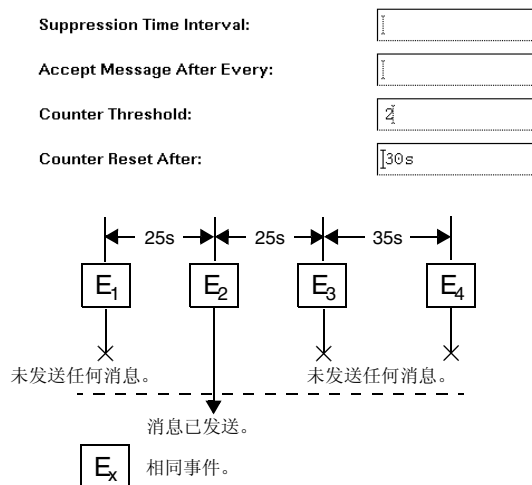 Suppression Time Interval:
Accept Message After Every:
Counter Threshold: 2
Counter Reset After: 30s
25s 25s 35s
E1 E2 E3 E4
未发送任何消息。 未发送任何消息。
消息已发送。
Ex 相同事件。